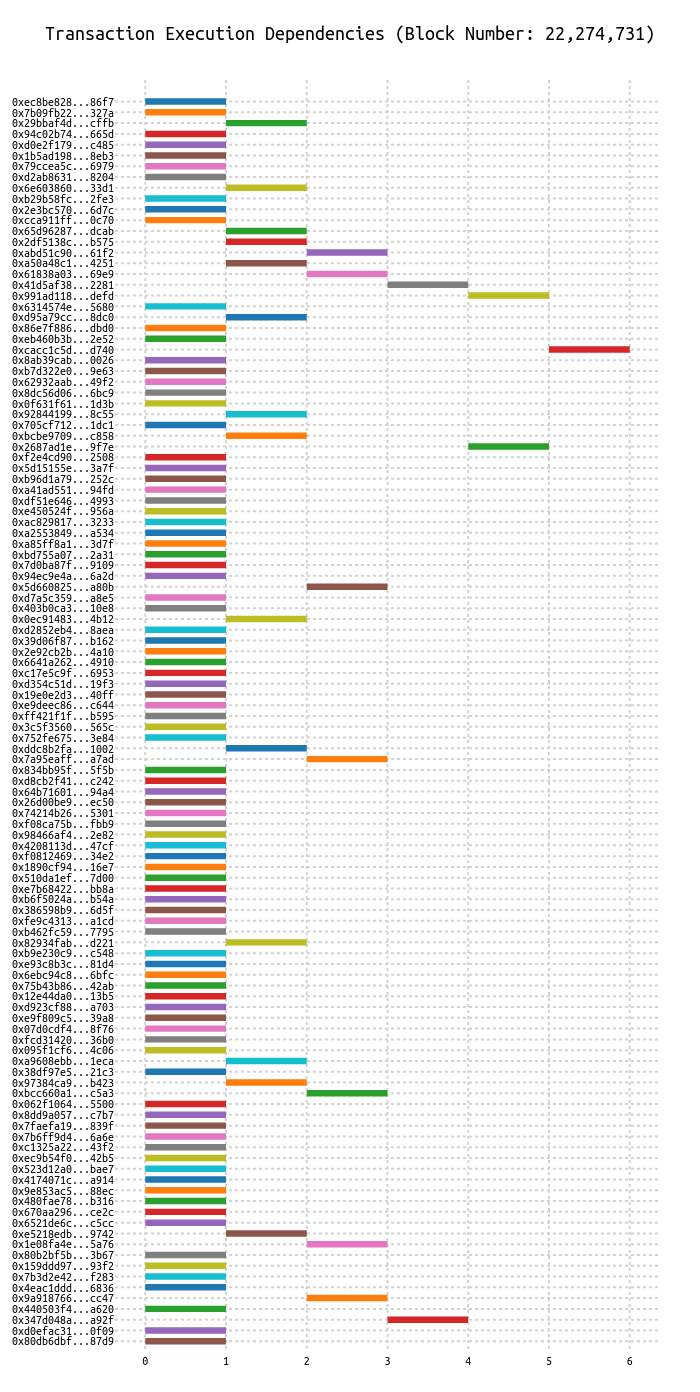 Transaction Execution Dependencies (Block Number: 22,274,731)
0xec8be828...86f7
0x7b09fb22...327a
0x29bbaf4d...cffb
0x94c02b74...665d
0xd0e2f179...c485
0x1b5ad198...8eb3
0x79ccea5c...6979
0xd2ab8631...8204
0x6e603860...33d1
0xb29b58fc...2fe3
0x2e3bc570...6d7c
0xcca911ff...0c70
0x65d96287...dcab
0x2df5138c...b575
0xabd51c90...61f2
0xa50a48c1...4251
0x61838a03...69e9
0x41d5af38...2281
0x991ad118...defd
0x6314574e...5680
0xd95a79cc...8dc0
0x86e7f886...dbd0
0xeb460b3b...2e52
0xcacc1c5d...d740
0x8ab39cab...0026
0xb7d322e0...9e63
0x62932aab...49f2
0x8dc56d06...6bc9
0x0f631f61...1d3b
0x92844199...8c55
0x705cf712...1dc1
0xbcbe9709...c858
0x2687ad1e...9f7e
0xf2e4cd90...2508
0x5d15155e...3a7f
0xb96d1a79...252c
0xa41ad551...94fd
0xdf51e646...4993
0xe450524f...956a
0xac829817...3233
0xa2553849...a534
0xa85ff8a1...3d7f
0xbd755a07...2a31
0x7d0ba87f...9109
0x94ec9e4a...6a2d
0x5d660825...a80b
0xd7a5c359...a8e5
0x403b0ca3...10e8
0x0ec91483...4b12
0xd2852eb4...8aea
0x39d06f87...b162
0x2e92cb2b...4a10
0x6641a262...4910
0xc17e5c9f...6953
0xd354c51d...19f3
0x19e0e2d3...40ff
0xe9deec86...c644
0xff421f1f...b595
0x3c5f3560...565c
0x752fe675...3e84
0xddc8b2fa...1002
0x7a95eaff...a7ad
0x834bb95f...5f5b
0xd8cb2f41...c242
0x64b71601...94a4
0x26d00be9...ec50
0x74214b26...5301
0xf08ca75b...fbb9
0x98466af4...2e82
0x4208113d...47cf
0xf0812469...34e2
0x1890cf94...16e7
0x510da1ef...7d00
0xe7b68422...bb8a
0xb6f5024a...b54a
0x386598b9...6d5f
0xfe9c4313...a1cd
0xb462fc59...7795
0x82934fab...d221
0xb9e230c9...c548
0xe93c8b3c...81d4
0x6ebc94c8...6bfc
0x75b43b86...42ab
0x12e44da0...13b5
0xd923cf88...a703
0xe9f809c5...39a8
0x07d0cdf4...8f76
0xfcd31420...36b0
0x095f1cf6...4c06
0xa9608ebb...1eca
0x38df97e5...21c3
0x97384ca9...b423
0xbcc660a1...c5a3
0x062f1064...5500
0x8dd9a057...c7b7
0x7faefa19...839f
0x7b6ff9d4...6a6e
0xc1325a22...43f2
0xec9b54f0...42b5
0x523d12a0...bae7
0x4174071c...a914
0x9e853ac5...88ec
0x480fae78...b316
0x670aa296...ce2c
0x6521de6c...c5cc
0xe5218edb...9742
0x1e08fa4e...5a76
0x80b2bf5b...3b67
0x159ddd97...93f2
0x7b3d2e42...f283
0x4eac1ddd...6836
0x9a918766...cc47
0x440503f4...a620
0x347d048a...a92f
0xd0efac31...0f09
0x80db6dbf...87d9
0 1 2 3 4 5 6